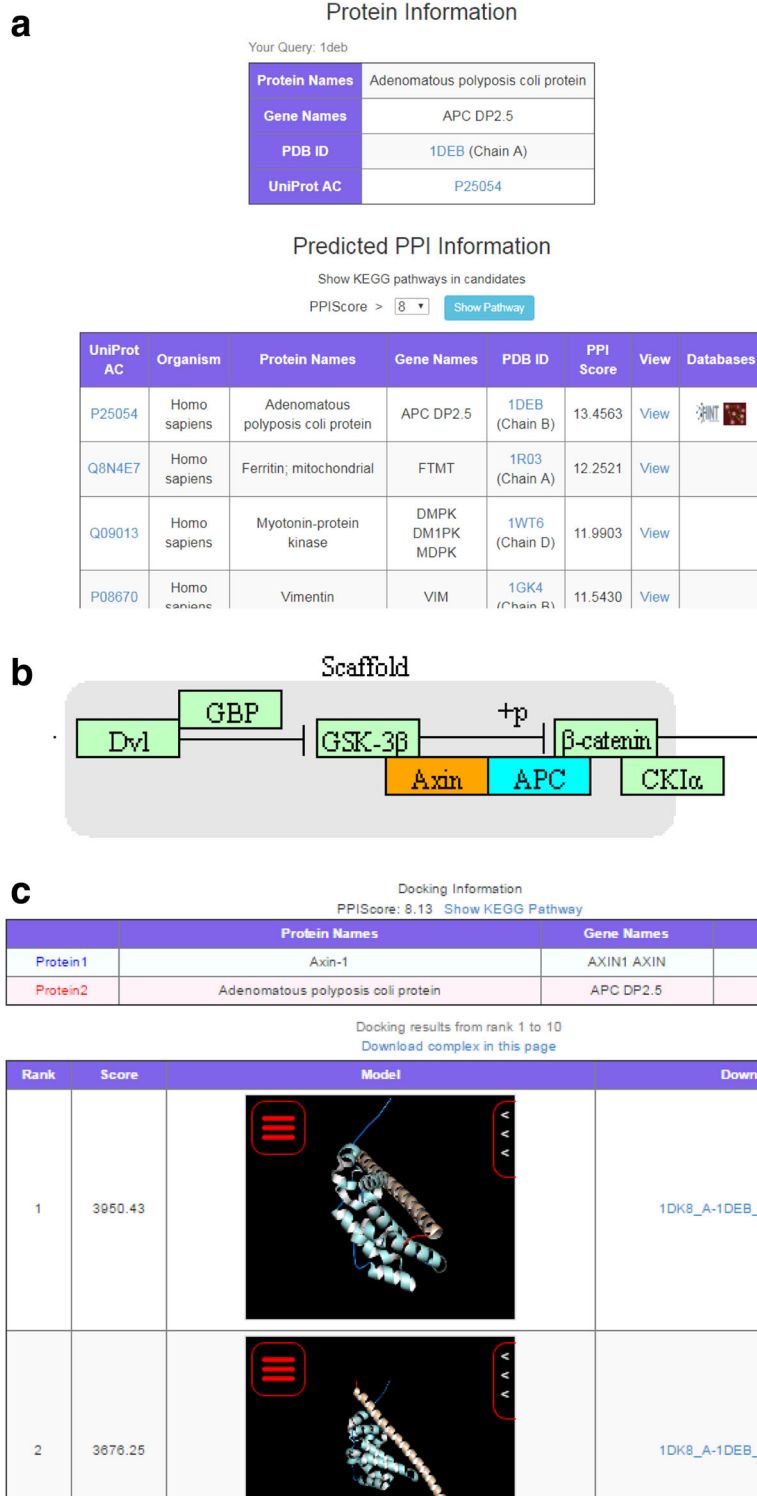 a
Protein Information
Your Query: 1deb
Protein Names Adenomatous polyposis coli protein
Gene Names APC DP2.5
PDB ID 1DEB (Chain A)
UniProt AC P25054
Predicted PPI Information
Show KEGG pathways in candidates
PPIScore > 8 Show Pathway
UniProt AC Organism Protein Names Gene Names PDB ID PPI Score View Databases
P25054 Homo sapiens Adenomatous polyposis coli protein APC DP2.5 1DEB (Chain B) 13.4563 View HINT
Q8N4E7 Homo sapiens Ferritin; mitochondrial FTMT 1R03 (Chain A) 12.2521 View
Q09013 Homo sapiens Myotonin-protein kinase DMPK DM1PK MDPK 1WT6 (Chain D) 11.9903 View
P08670 Homo sapiens Vimentin VIM 1GK4 (Chain B) 11.5430 View
b
Scaffold
GBP
+p
Dvl GSK-3β β-catenin
Axin APC CKIα
c
Docking Information
PPIScore: 8.13 Show KEGG Pathway
Protein Names Gene Names
Protein1 Axin-1 AXIN1 AXIN
Protein2 Adenomatous polyposis coli protein APC DP2.5
Docking results from rank 1 to 10
Download complex in this page
Rank Score Model Down
<
<
<
1 3950.43 1DK8_A-1DEB_
<
<
<
2 3676.25 1DK8_A-1DEB_